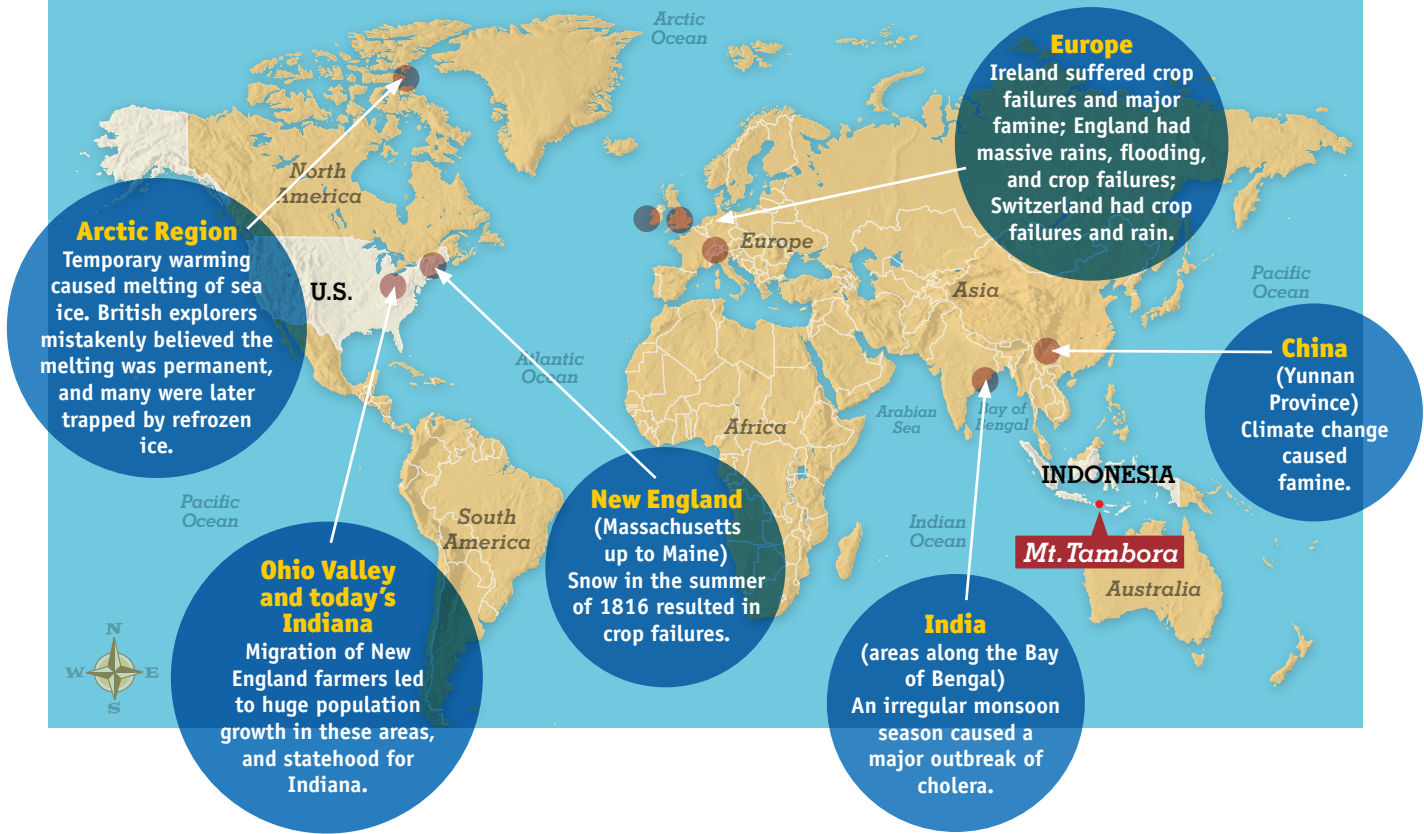 Arctic
Ocean
Europe
Ireland suffered crop
failures and major
famine; England had
massive rains, flooding,
and crop failures;
Switzerland had crop
failures and rain.
North
America
Arctic Region
Temporary warming
caused melting of sea
ice. British explorers
mistakenly believed the
melting was permanent,
and many were later
trapped by refrozen
ice.
U.S.
Europe
Asia
Pacific
Ocean
Atlantic
Ocean
China
(Yunnan
Province)
Climate change
caused
famine.
Africa
Arabian
Sea
Bay of
Bengal
INDONESIA
Mt. Tambora
Pacific
Ocean
South
America
New England
(Massachusetts
up to Maine)
Snow in the summer
of 1816 resulted in
crop failures.
Indian
Ocean
Australia
Ohio Valley
and today's
Indiana
Migration of New
England farmers led
to huge population
growth in these areas,
and statehood for
Indiana.
India
(areas along the Bay
of Bengal)
An irregular monsoon
season caused a
major outbreak of
cholera.
N
W E
S